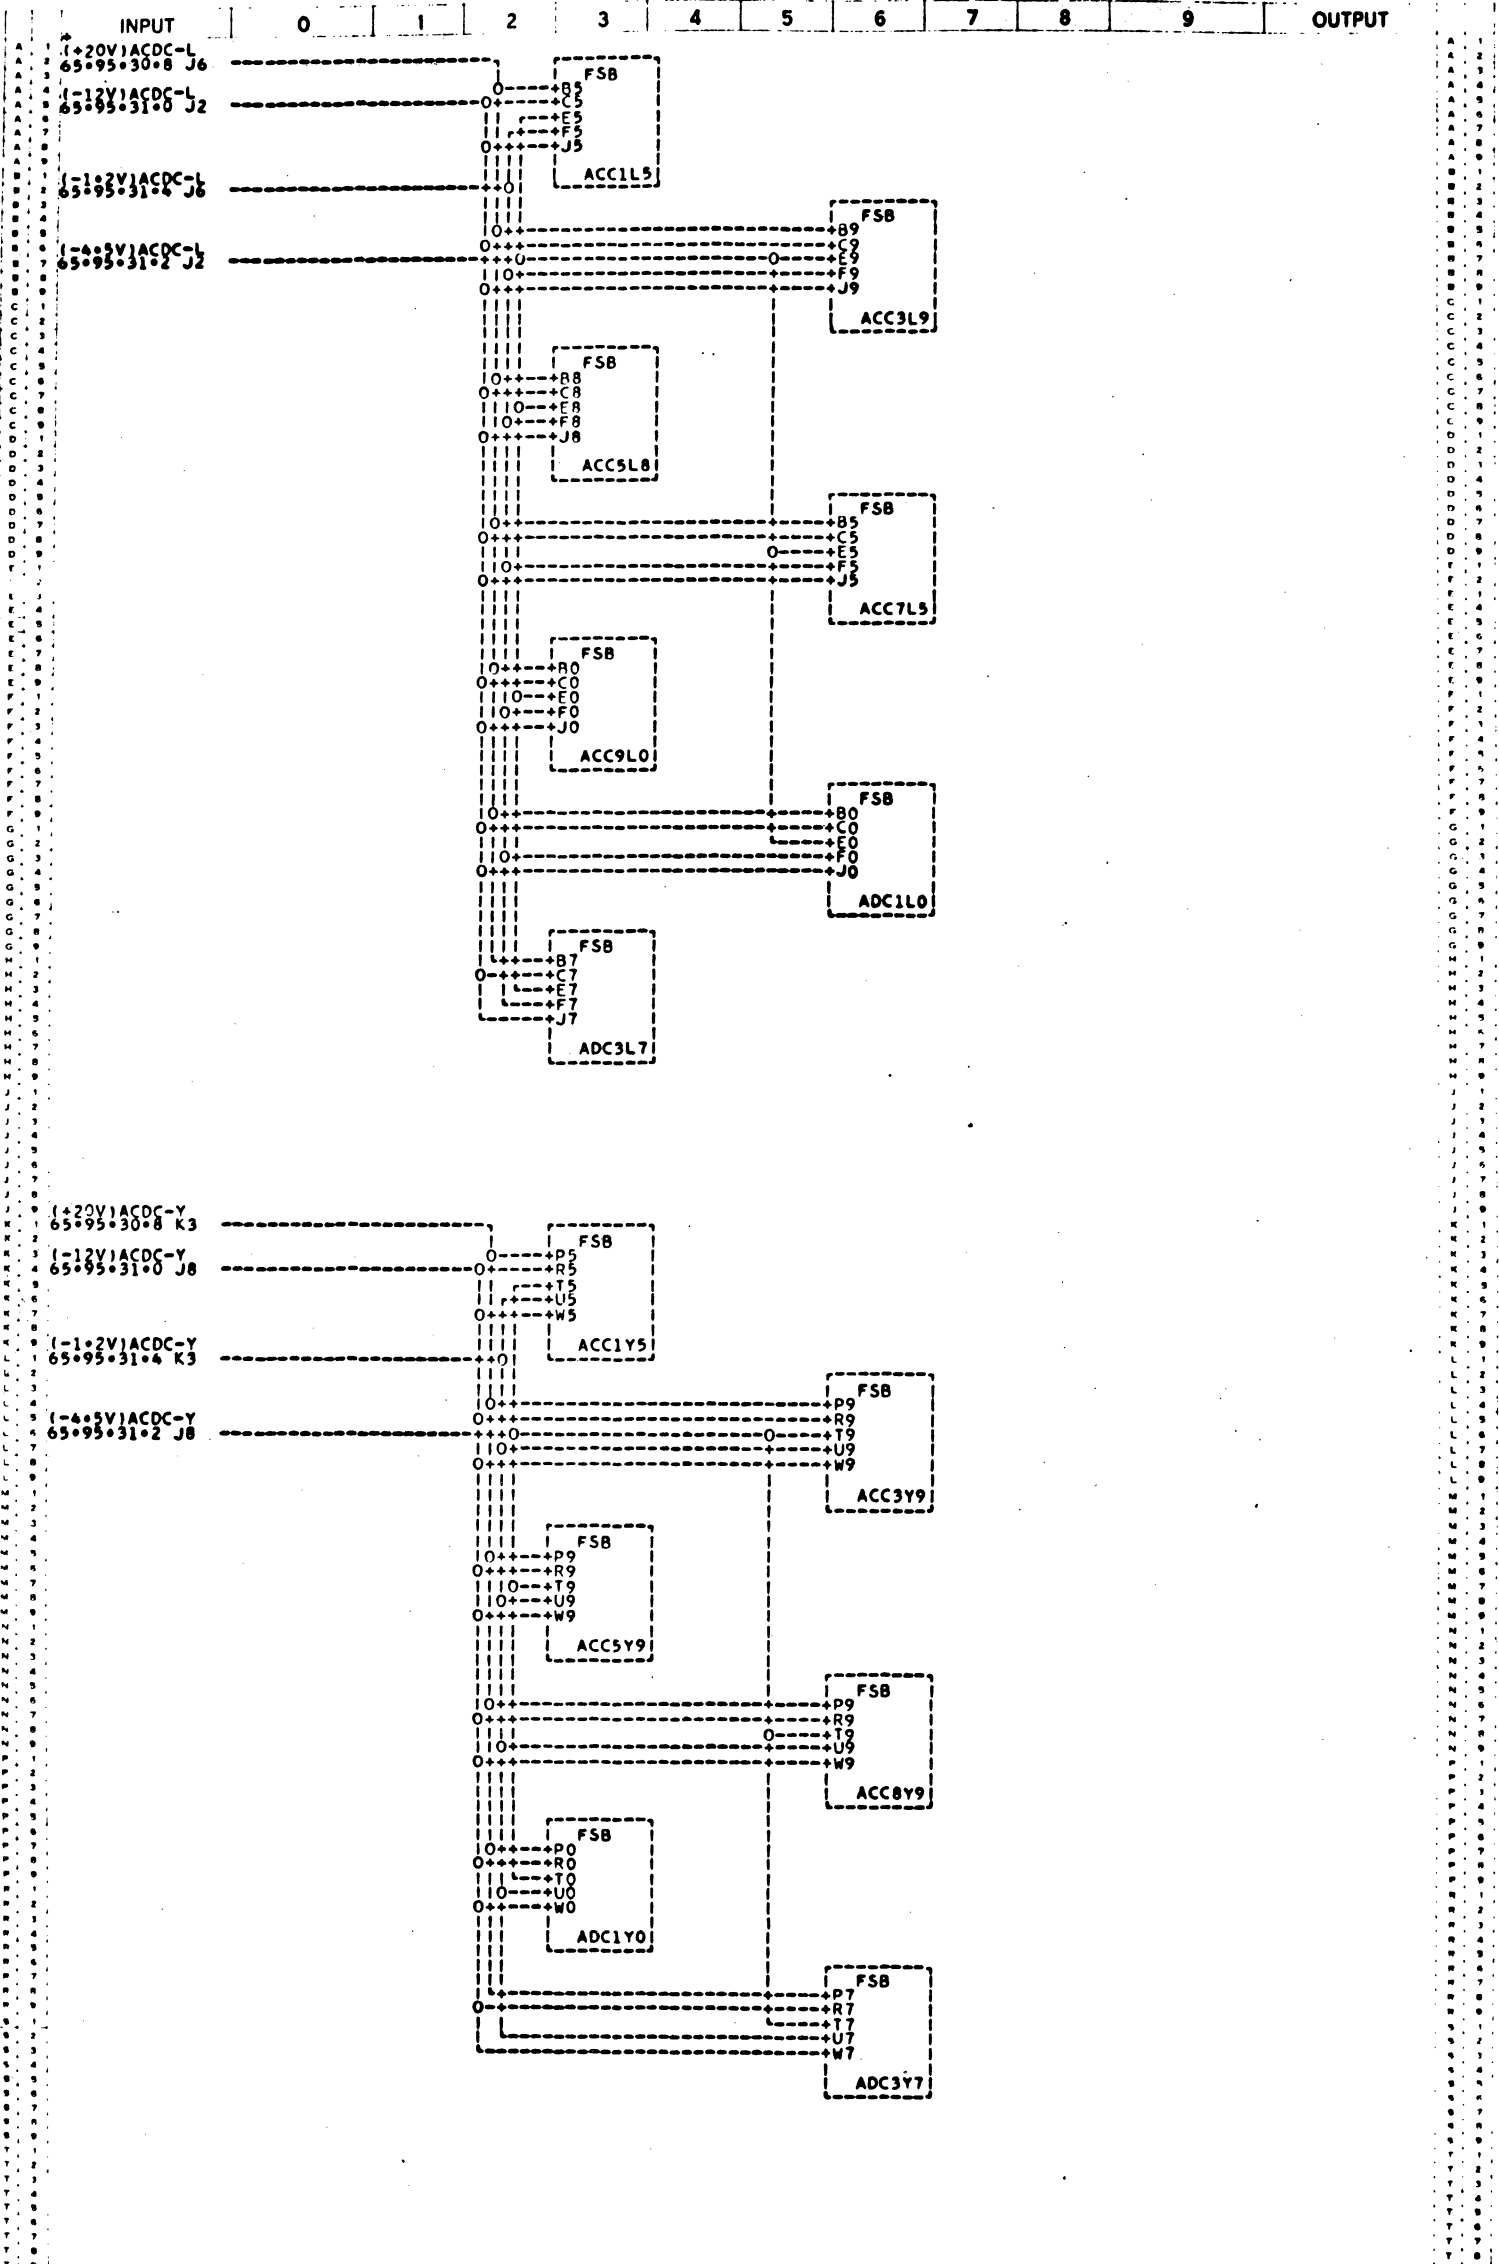 INPUT 0 1 2 3 4 5 6 7 8 9 OUTPUT
(+20V)ACDC-L
65•95•30•8 J6
(-12V)ACDC-L
65•95•31•0 J2
FSB
B5
C5
E5
F5
J5
ACC1L5
(-1•2V)ACDC-L
65•95•31•4 J6
(-4•5V)ACDC-L
65•95•31•2 J2
FSB
B9
C9
E9
F9
J9
ACC3L9
FSB
B8
C8
E8
F8
J8
ACC5L8
FSB
B5
C5
E5
F5
J5
ACC7L5
FSB
B0
C0
E0
F0
J0
ACC9L0
FSB
B0
C0
E0
F0
J0
ADC1L0
FSB
B7
C7
E7
F7
J7
ADC3L7
(+20V)ACDC-Y
65•95•30•8 K3
(-12V)ACDC-Y
65•95•31•0 J8
FSB
P5
R5
T5
U5
W5
ACC1Y5
(-1•2V)ACDC-Y
65•95•31•4 K3
(-4•5V)ACDC-Y
65•95•31•2 J8
FSB
P9
R9
T9
U9
W9
ACC3Y9
FSB
P9
R9
T9
U9
W9
ACC5Y9
FSB
P9
R9
T9
U9
W9
ACC8Y9
FSB
P0
R0
T0
U0
W0
ADC1Y0
FSB
P7
R7
T7
U7
W7
ADC3Y7